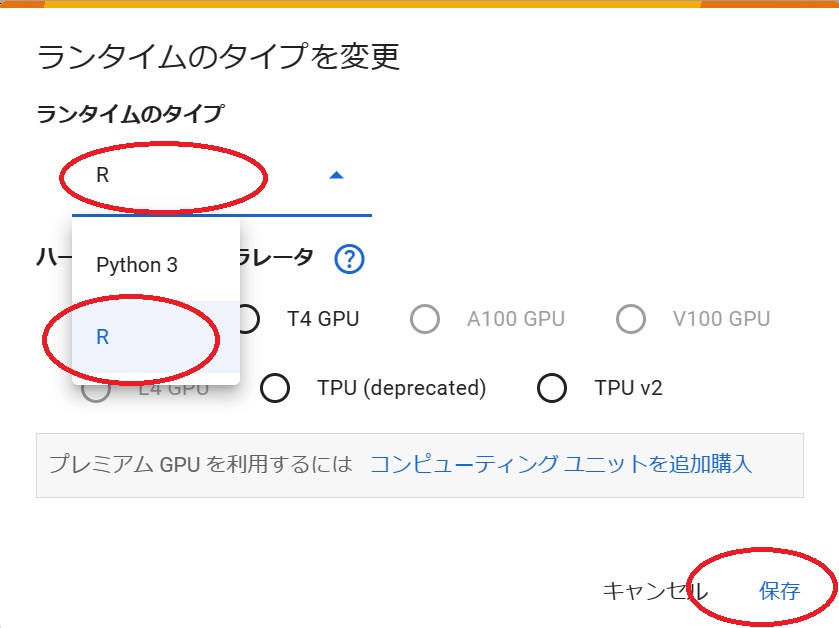 ランタイムのタイプを変更
ランタイムのタイプ
R
ハー
ラレータ ?
Python 3
R
T4 GPU A100 GPU V100 GPU
L4 GPU TPU (deprecated) TPU v2
プレミアム GPU を利用するには コンピューティング ユニットを追加購入
キャンセル 保存